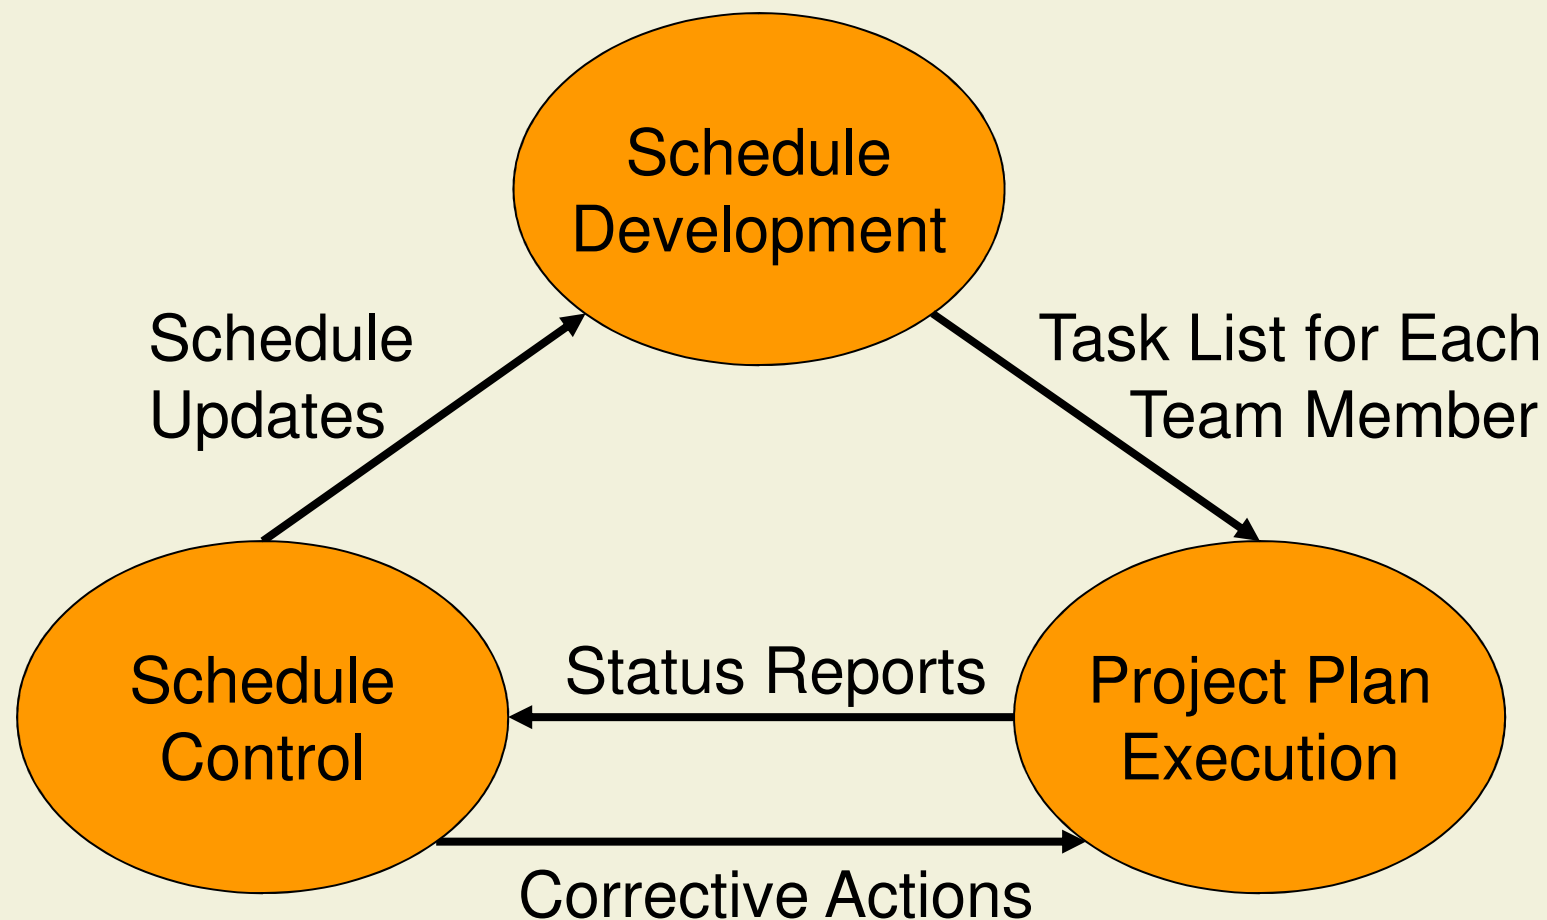 Schedule
Development
Schedule
Updates
Task List for Each
Team Member
Schedule
Control
Status Reports
Project Plan
Execution
Corrective Actions